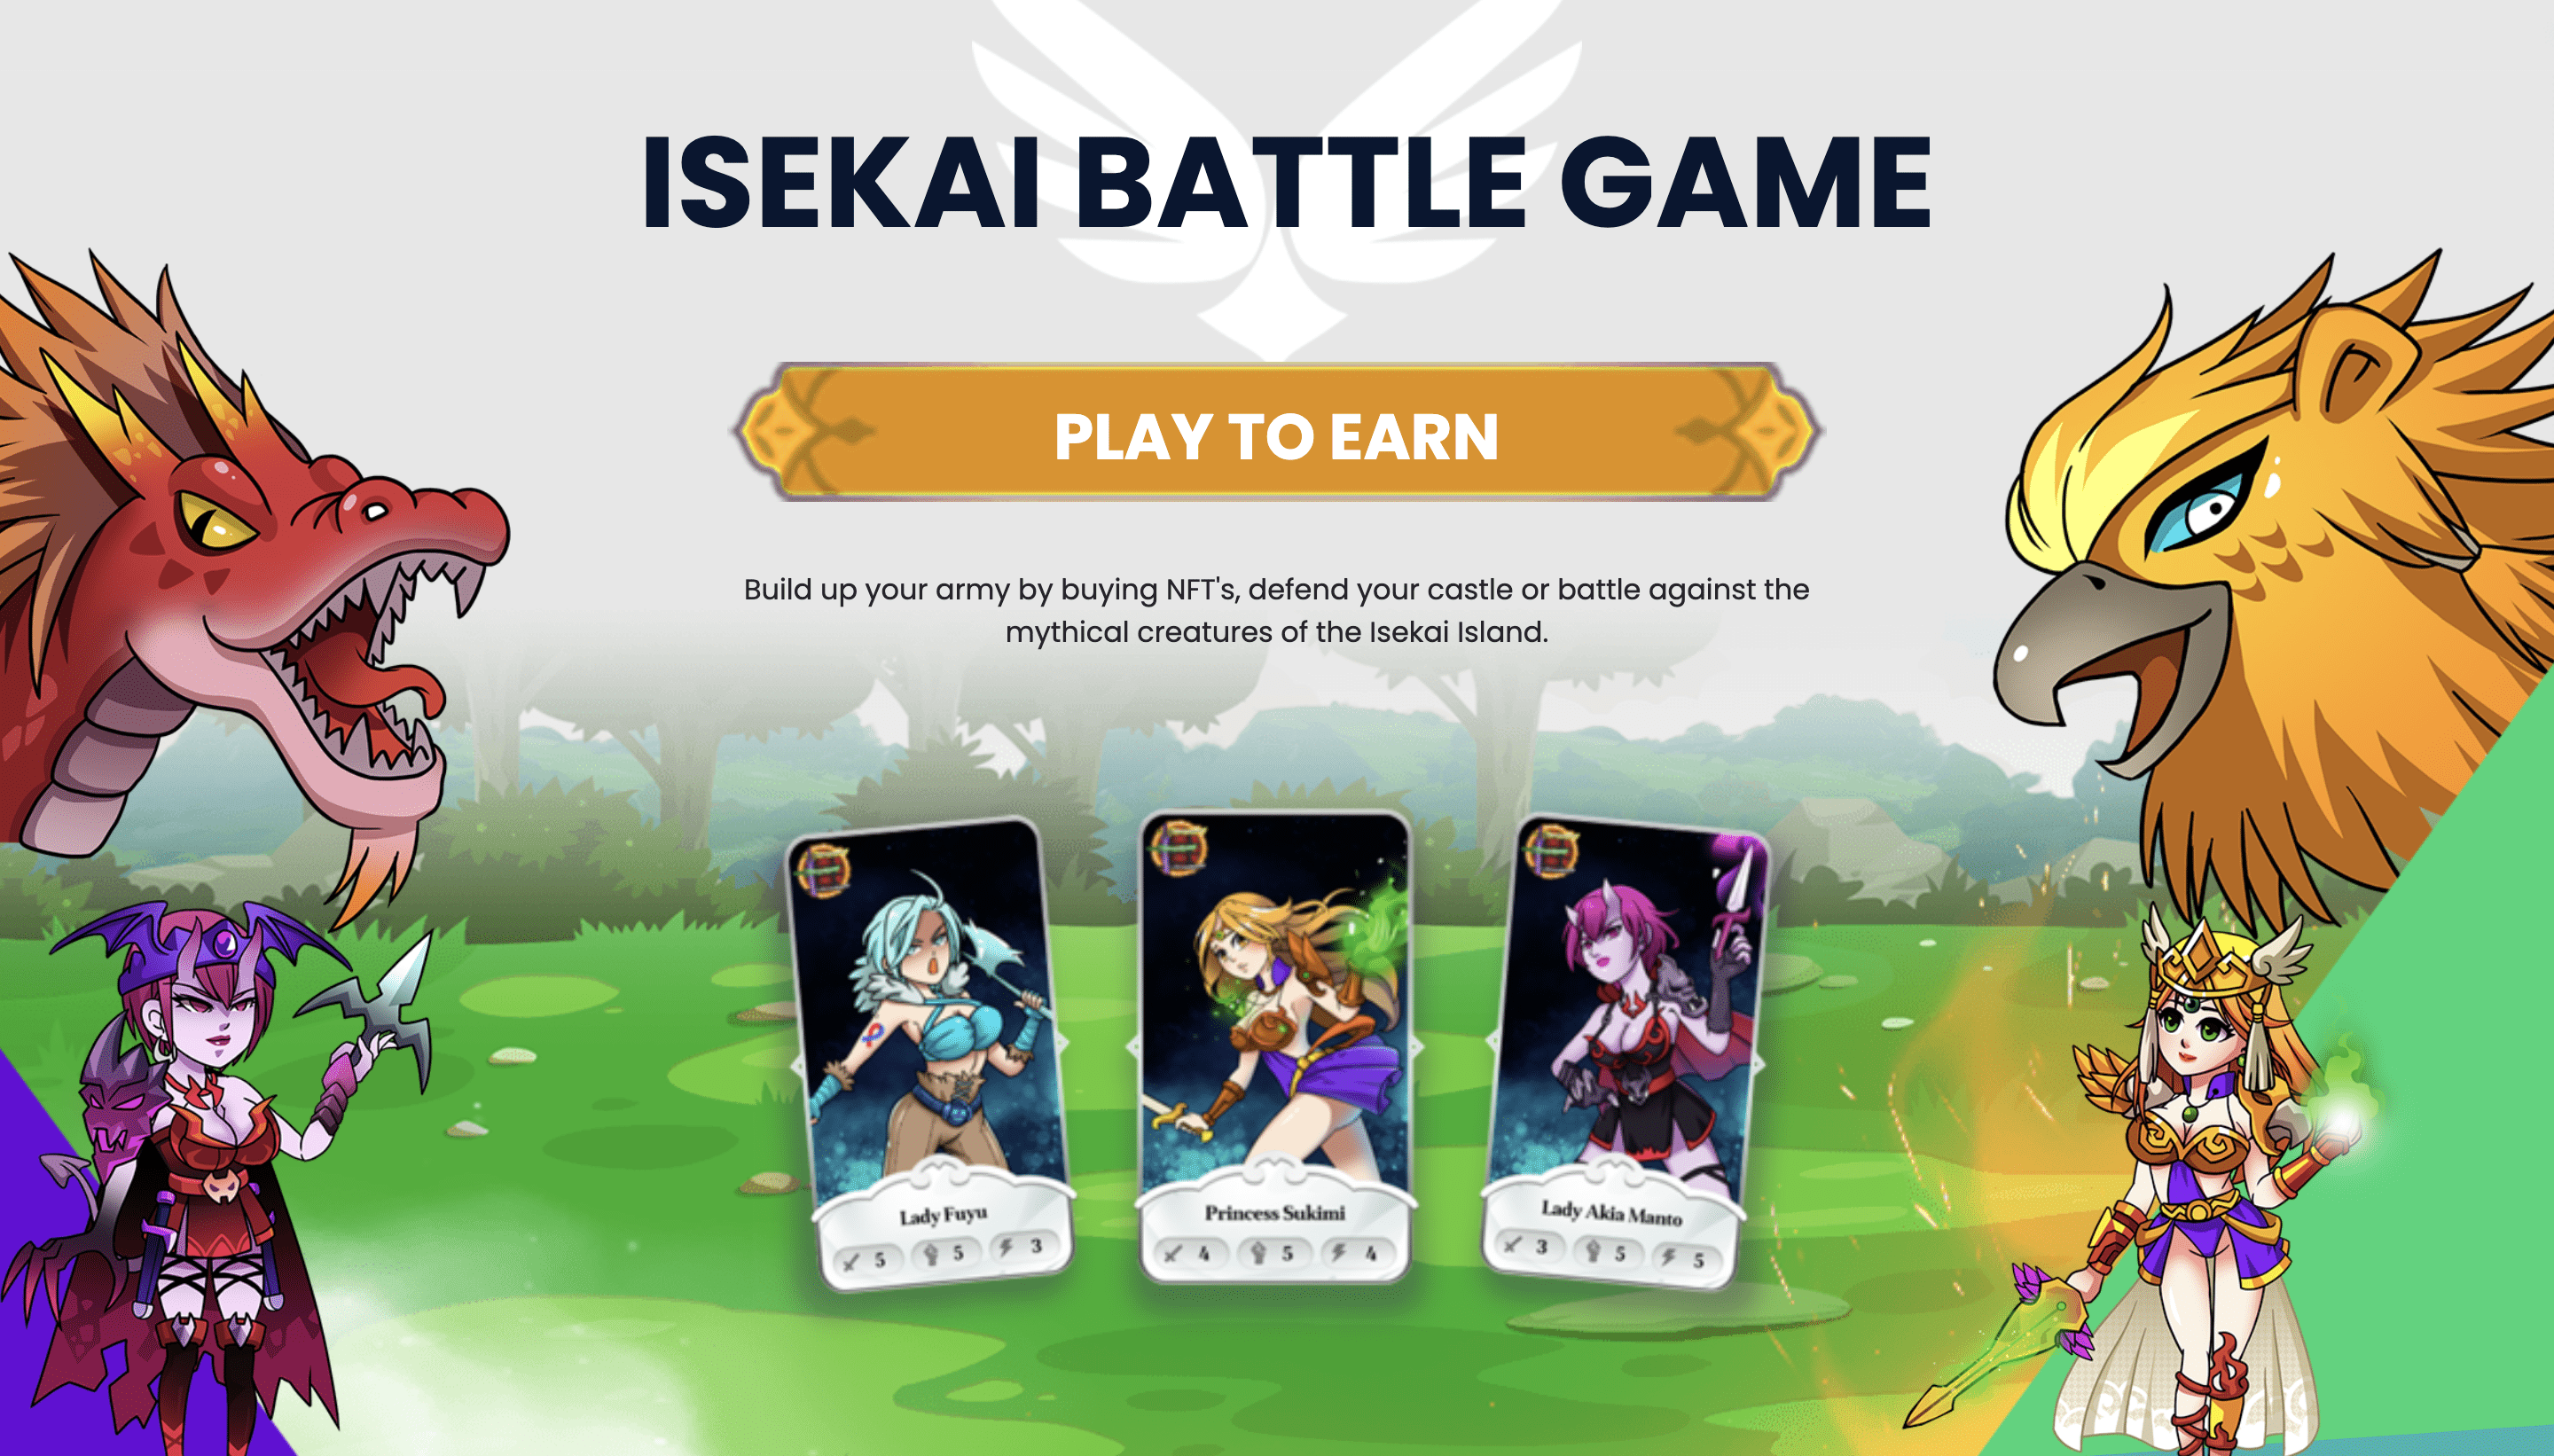 ISEKAI BATTLE GAME
PLAY TO EARN
Build up your army by buying NFT's, defend your castle or battle against the
mythical creatures of the Isekai Island.
Lady Fuyu
5 5 3
Princess Sukimi
4 5 4
Lady Akia Manto
3 5 5